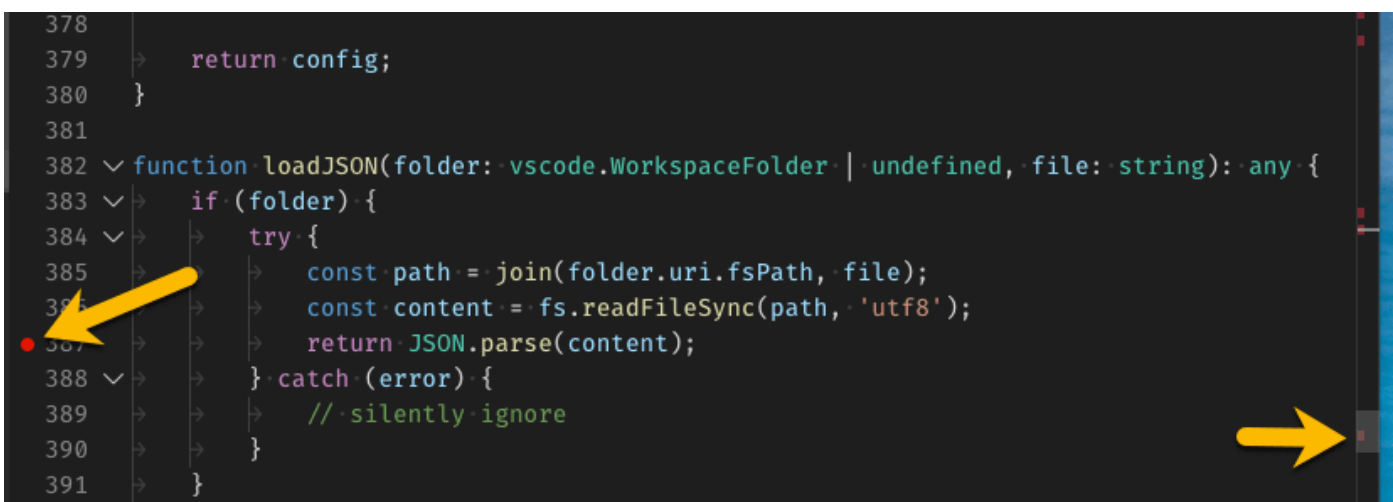 378
379 return config;
380 }
381
382 function loadJSON(folder: vscode.WorkspaceFolder | undefined, file: string): any {
383 if (folder) {
384 try {
385 const path = join(folder.uri.fsPath, file);
386 const content = fs.readFileSync(path, 'utf8');
387 return JSON.parse(content);
388 } catch (error) {
389 // silently ignore
390 }
391 }